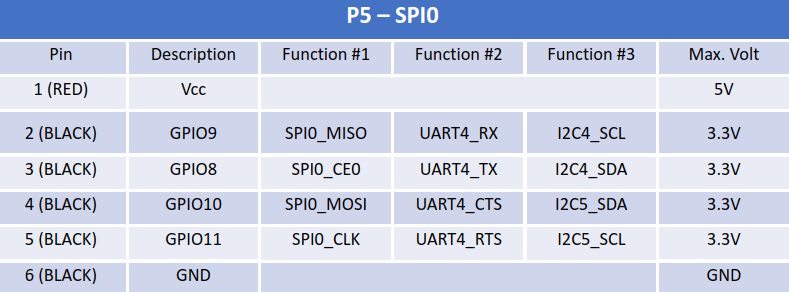 P5 – SPI0
Pin Description Function #1 Function #2 Function #3 Max. Volt
1 (RED) Vcc 5V
2 (BLACK) GPIO9 SPI0_MISO UART4_RX I2C4_SCL 3.3V
3 (BLACK) GPIO8 SPI0_CE0 UART4_TX I2C4_SDA 3.3V
4 (BLACK) GPIO10 SPI0_MOSI UART4_CTS I2C5_SDA 3.3V
5 (BLACK) GPIO11 SPI0_CLK UART4_RTS I2C5_SCL 3.3V
6 (BLACK) GND GND